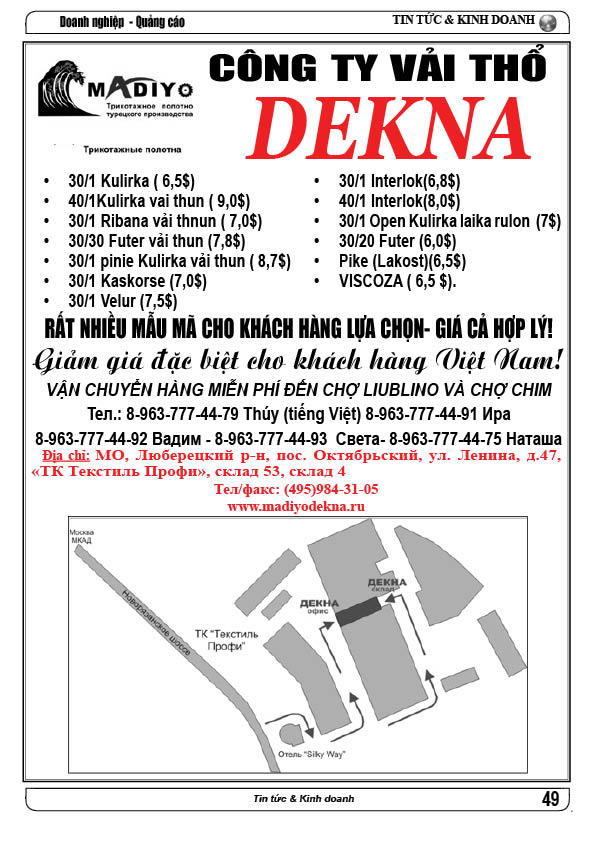 Doanh nghiệp - Quảng cáo
TIN TỨC & KINH DOANH
MADIYO
Трикотажное полотно
турецкого производства
Трикотажные полотна
CÔNG TY VẢI THỔ
DEKNA
• 30/1 Kulirka ( 6,5$)
• 40/1Kulirka vai thun ( 9,0$)
• 30/1 Ribana vải thnun ( 7,0$)
• 30/30 Futer vải thun (7,8$)
• 30/1 pinie Kulirka vải thun ( 8,7$)
• 30/1 Kaskorse (7,0$)
• 30/1 Velur (7,5$)
• 30/1 Interlok(6,8$)
• 40/1 Interlok(8,0$)
• 30/1 Open Kulirka laika rulon (7$)
• 30/20 Futer (6,0$)
• Pike (Lakost)(6,5$)
• VISCOZA ( 6,5 $).
RẤT NHIỀU MẪU MÃ CHO KHÁCH HÀNG LỰA CHỌN- GIÁ CẢ HỢP LÝ!
Giảm giá đặc biệt cho khách hàng Việt Nam!
VẬN CHUYỂN HÀNG MIỄN PHÍ ĐẾN CHỢ LIUBLINO VÀ CHỢ CHIM
Тел.: 8-963-777-44-79 Thúy (tiếng Việt) 8-963-777-44-91 Ира
8-963-777-44-92 Вадим - 8-963-777-44-93 Света- 8-963-777-44-75 Наташа
Địa chỉ: МО, Люберецкий р-н, пос. Октябрьский, ул. Ленина, д.47,
«ТК Текстиль Профи», склад 53, склад 4
Тел/факс: (495)984-31-05
www.madiyodekna.ru
Москва
МКАД
Новорязанское шоссе
ТК "Текстиль
Профи"
ДЕКНА
офис
ДЕКНА
склад
Отель "Silky Way"
Tin tức & Kinh doanh
49